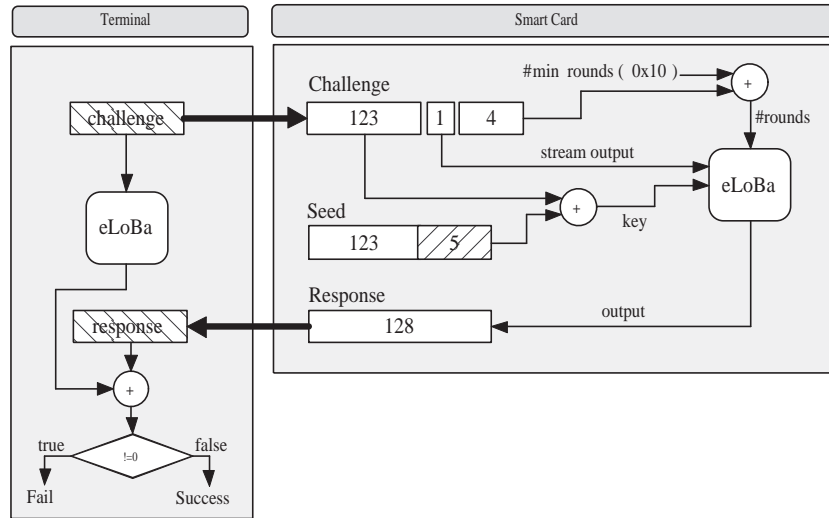 Terminal
Smart Card
challenge
eLoBa
response
+
!=0
true
false
Fail
Success
Challenge
#min rounds ( 0x10)
+
123
1
4
#rounds
stream output
eLoBa
Seed
+
key
123
5
Response
128
output